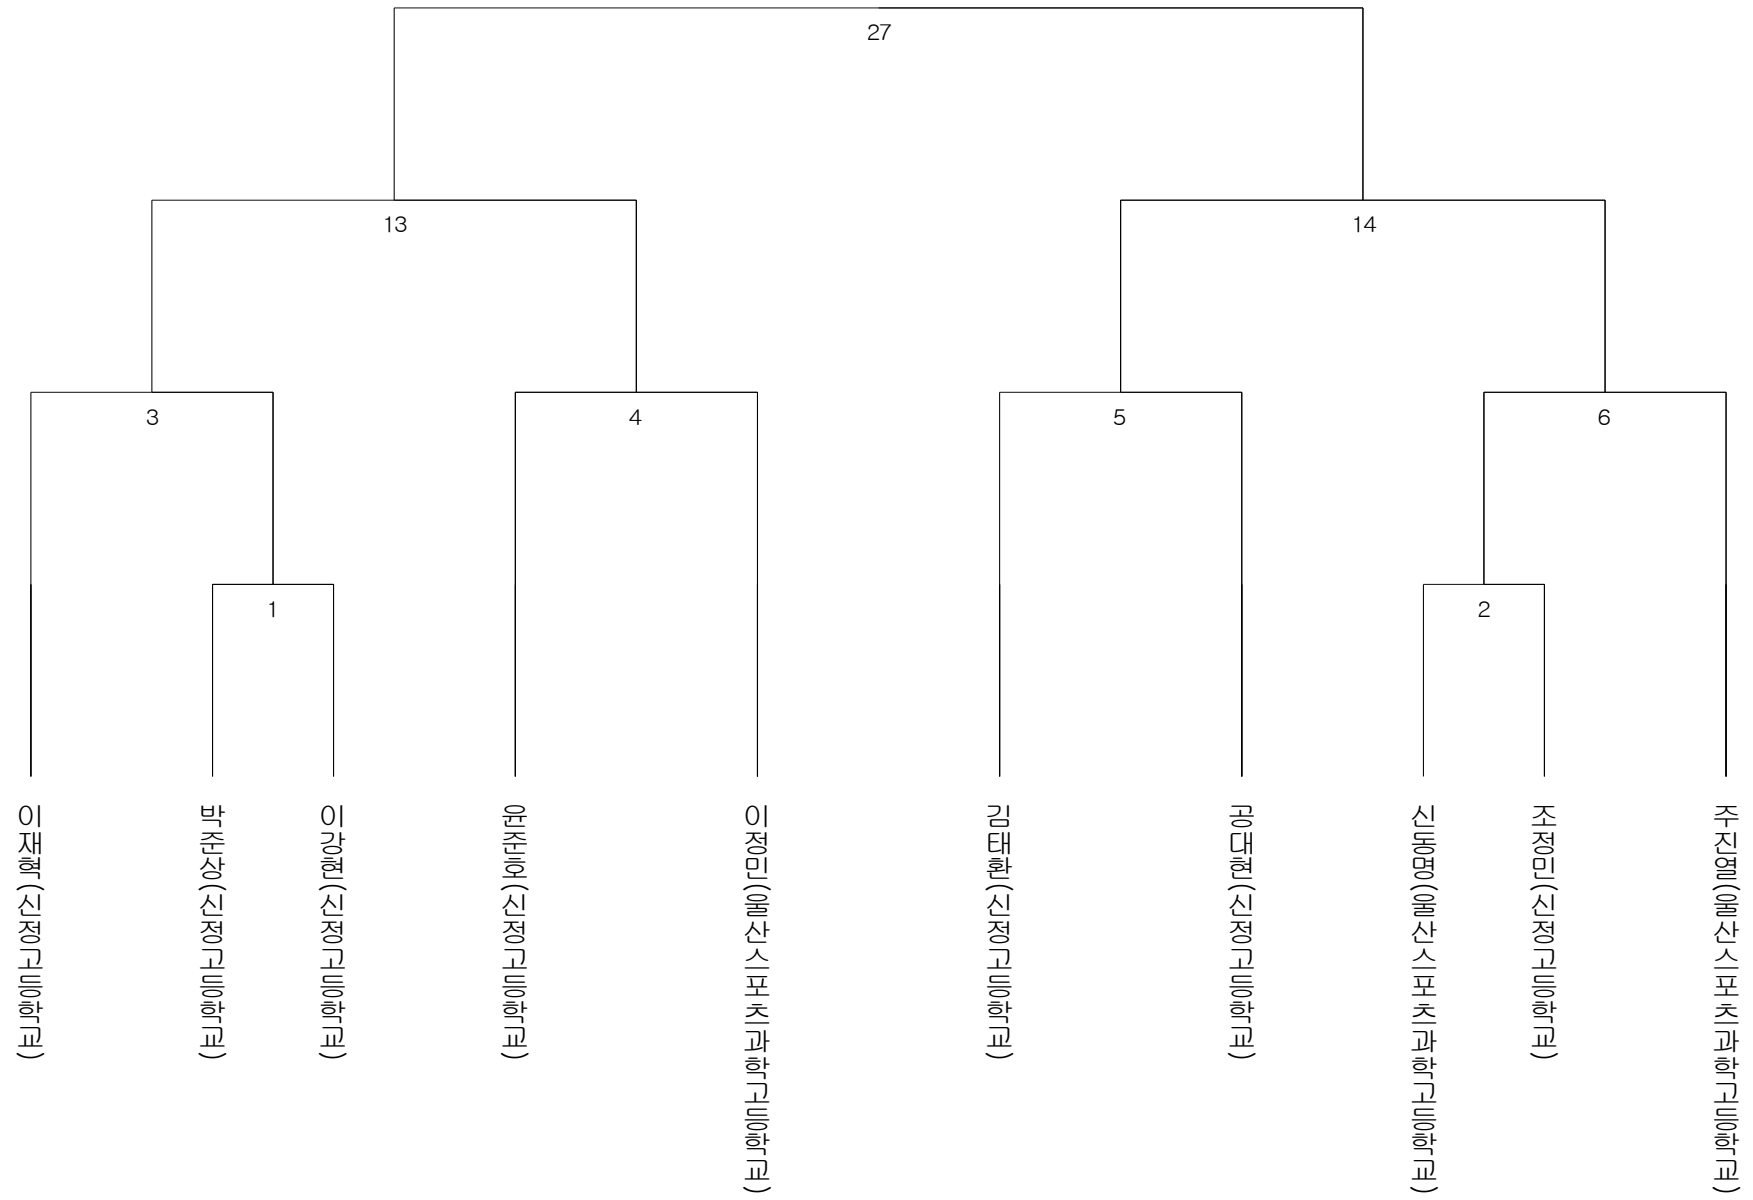 27
13
14
3
4
5
6
1
2
이재혁(신정고등학교)
박준상(신정고등학교)
이강현(신정고등학교)
윤준호(신정고등학교)
이정민(울산스포츠과학고등학교)
김태환(신정고등학교)
공대현(신정고등학교)
신동명(울산스포츠과학고등학교)
조정민(신정고등학교)
주진열(울산스포츠과학고등학교)